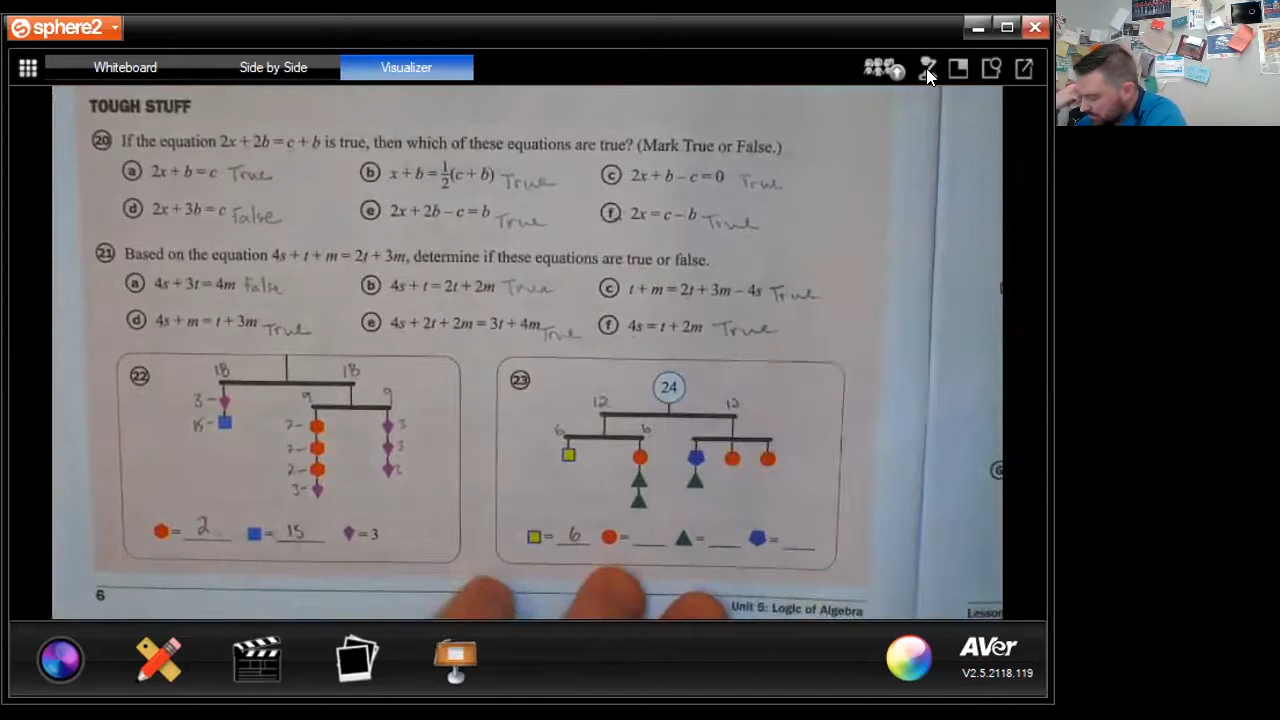 sphere2
Whiteboard Side by Side Visualizer
TOUGH STUFF
20 If the equation 2x + 2b = c + b is true, then which of these equations are true? (Mark True or False.)
a 2x + b = c True b x + b = 1/2(c + b) True c 2x + b − c = 0 True
d 2x + 3b = c False e 2x + 2b − c = b True f 2x = c − b True
21 Based on the equation 4s + t + m = 2t + 3m, determine if these equations are true or false.
a 4s + 3t = 4m False b 4s + t = 2t + 2m True c t + m = 2t + 3m − 4s True
d 4s + m = t + 3m True e 4s + 2t + 2m = 3t + 4m True f 4s = t + 2m True
22 18 18
3- 9 9
15- 2- 3
2- 3
2-
3-
= 2 = 15 = 3
23 24
12 12
6 6
= 6 = =  =
6 Unit 5: Logic of Algebra
Lesson
AVer
V2.5.2118.119